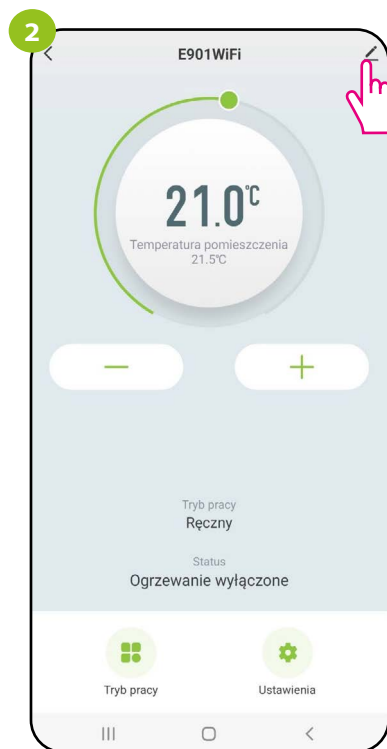 2
E901WiFi
21.0°C
Temperatura pomieszczenia
21.5°C
Tryb pracy
Ręczny
Status
Ogrzewanie wyłączone
Tryb pracy Ustawienia